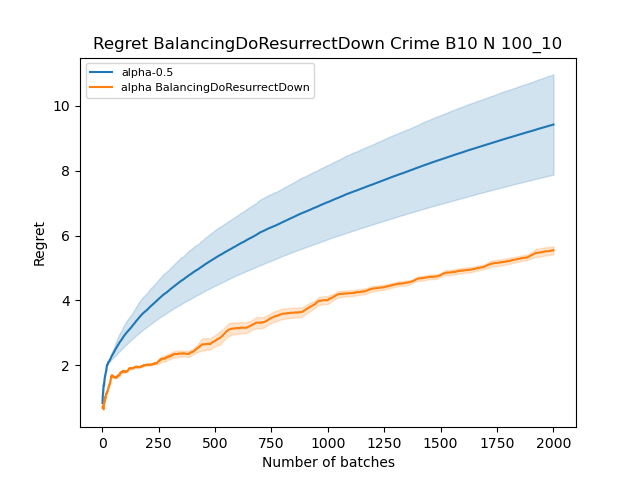 Regret BalancingDoResurrectDown Crime B10 N 100_10
alpha-0.5
alpha BalancingDoResurrectDown
10
8
6
4
2
Regret
0 250 500 750 1000 1250 1500 1750 2000
Number of batches